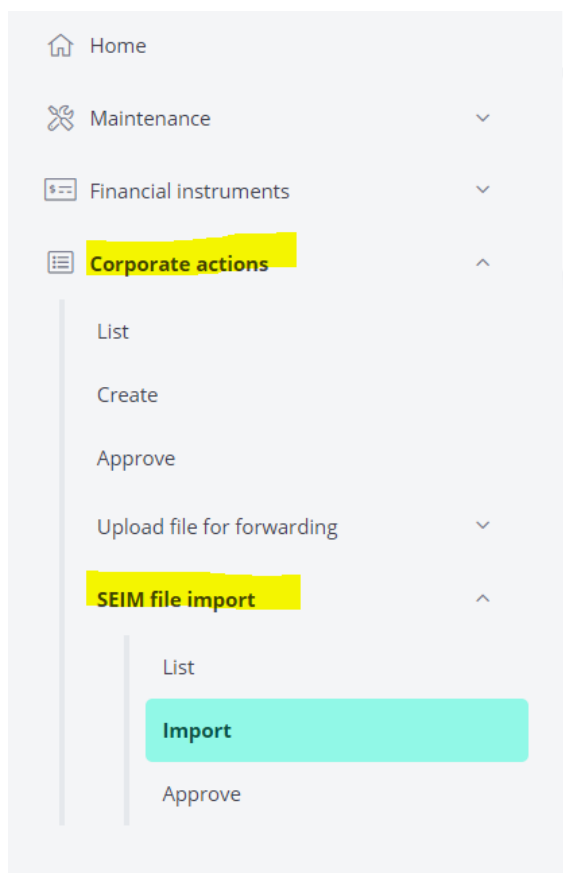 Home
Maintenance
Financial instruments
Corporate actions
List
Create
Approve
Upload file for forwarding
SEIM file import
List
Import
Approve